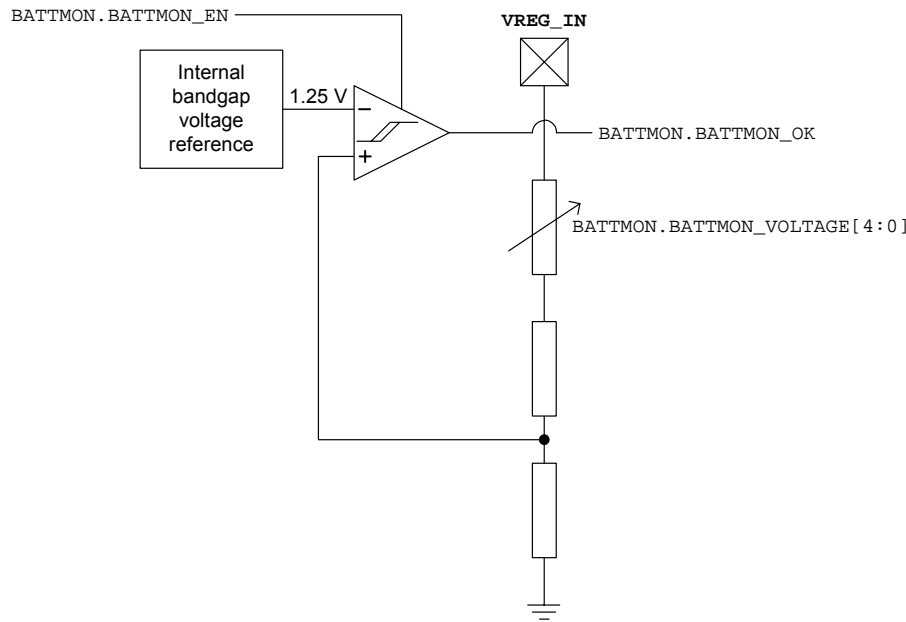 BATTMON.BATTMON_EN
VREG_IN
Internal
bandgap
voltage
reference
1.25 V
−
+
BATTMON.BATTMON_OK
BATTMON.BATTMON_VOLTAGE[4:0]